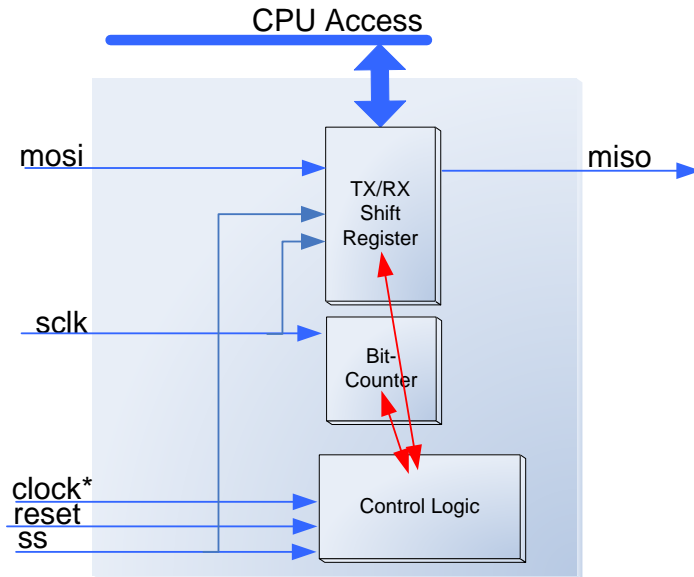 CPU Access
mosi
miso
TX/RX
Shift
Register
sclk
Bit-
Counter
clock*
reset
ss
Control Logic